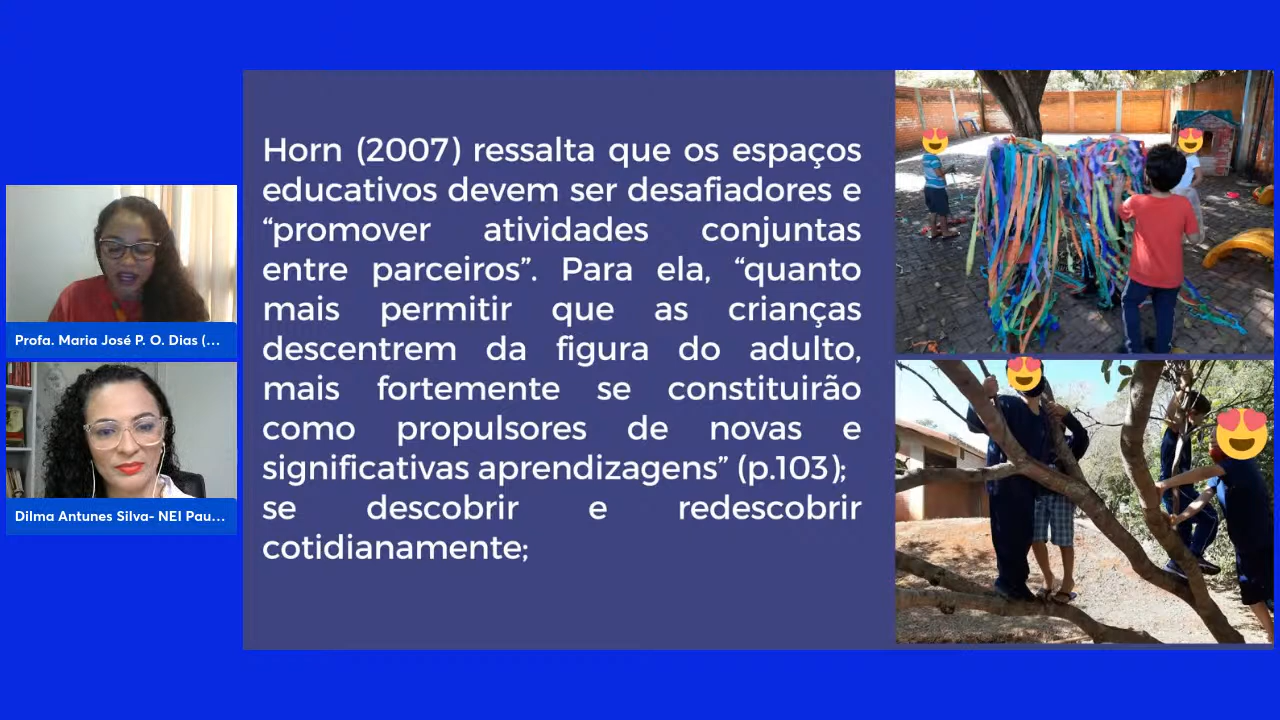 Horn (2007) ressalta que os espaços
educativos devem ser desafiadores e
“promover atividades conjuntas
entre parceiros”. Para ela, “quanto
mais permitir que as crianças
descentrem da figura do adulto,
mais fortemente se constituirão
como propulsores de novas e
significativas aprendizagens” (p.103);
se descobrir e redescobrir
cotidianamente;
Profa. Maria José P. O. Dias (...
Dilma Antunes Silva- NEI Pau...